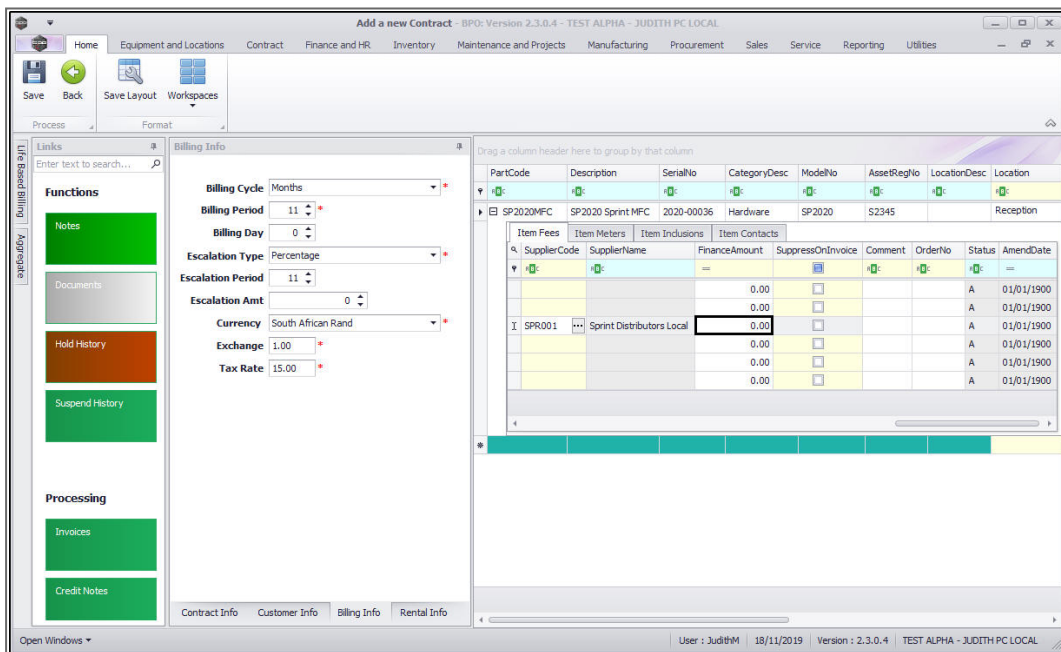 Add a new Contract - BPO: Version 2.3.0.4 - TEST ALPHA - JUDITH PC LOCAL
Home Equipment and Locations Contract Finance and HR Inventory Maintenance and Projects Manufacturing Procurement Sales Service Reporting Utilities
Save Back Save Layout Workspaces
Process Format
Life Based Billing
Aggregate
Links
Enter text to search...
Functions
Notes
Documents
Hold History
Suspend History
Processing
Invoices
Credit Notes
Billing Info
Billing Cycle Months *
Billing Period 11 *
Billing Day 0
Escalation Type Percentage *
Escalation Period 11
Escalation Amt 0
Currency South African Rand *
Exchange 1.00 *
Tax Rate 15.00 *
Contract Info Customer Info Billing Info Rental Info
Drag a column header here to group by that column
PartCode Description SerialNo CategoryDesc ModelNo AssetRegNo LocationDesc Location
SP2020MFC SP2020 Sprint MFC 2020-00036 Hardware SP2020 S2345 Reception
Item Fees Item Meters Item Inclusions Item Contacts
SupplierCode SupplierName FinanceAmount SuppressOnInvoice Comment OrderNo Status AmendDate
= =
0.00 A 01/01/1900
0.00 A 01/01/1900
SPR001 ... Sprint Distributors Local 0.00 A 01/01/1900
0.00 A 01/01/1900
0.00 A 01/01/1900
0.00 A 01/01/1900
Open Windows User : JudithM 18/11/2019 Version : 2.3.0.4 TEST ALPHA - JUDITH PC LOCAL